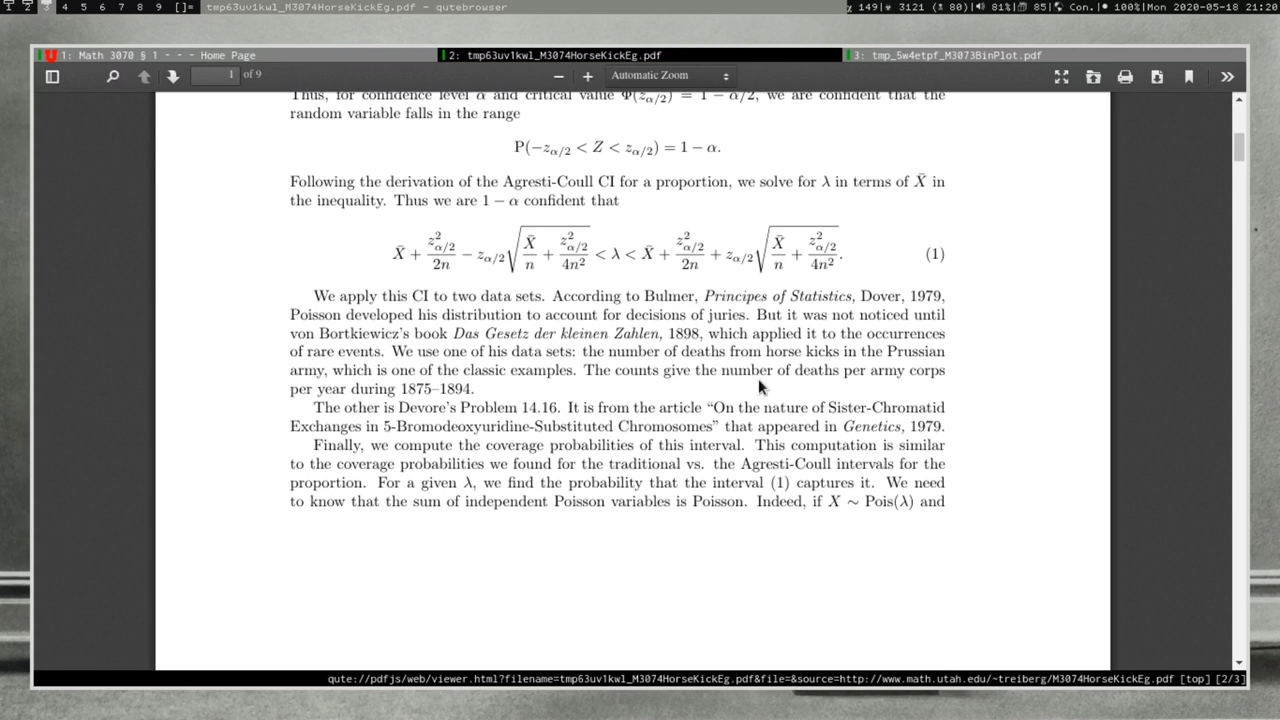 1 2 3 4 5 6 7 8 9 []= tmp63uv1kwl_M3074HorseKickEg.pdf - qutebrowser 149| 3121 ( 80)| 81%| 85| Con.| 100%|Mon 2020-05-18 21:20
1: Math 3070 § 1 - - - Home Page 2: tmp63uv1kwl_M3074HorseKickEg.pdf 3: tmp_5w4etpf_M3073BinPlot.pdf
1 of 9 − + Automatic Zoom
Thus, for confidence level α and critical value Ψ(z_{α/2}) = 1 − α/2, we are confident that the
random variable falls in the range
P(−z_{α/2} < Z < z_{α/2}) = 1 − α.
Following the derivation of the Agresti-Coull CI for a proportion, we solve for λ in terms of X̄ in
the inequality. Thus we are 1 − α confident that
X̄ + z²_{α/2}/2n − z_{α/2}√(X̄/n + z²_{α/2}/4n²) < λ < X̄ + z²_{α/2}/2n + z_{α/2}√(X̄/n + z²_{α/2}/4n²). (1)
We apply this CI to two data sets. According to Bulmer, Principes of Statistics, Dover, 1979,
Poisson developed his distribution to account for decisions of juries. But it was not noticed until
von Bortkiewicz's book Das Gesetz der kleinen Zahlen, 1898, which applied it to the occurrences
of rare events. We use one of his data sets: the number of deaths from horse kicks in the Prussian
army, which is one of the classic examples. The counts give the number of deaths per army corps
per year during 1875–1894.
The other is Devore's Problem 14.16. It is from the article “On the nature of Sister-Chromatid
Exchanges in 5-Bromodeoxyuridine-Substituted Chromosomes” that appeared in Genetics, 1979.
Finally, we compute the coverage probabilities of this interval. This computation is similar
to the coverage probabilities we found for the traditional vs. the Agresti-Coull intervals for the
proportion. For a given λ, we find the probability that the interval (1) captures it. We need
to know that the sum of independent Poisson variables is Poisson. Indeed, if X ∼ Pois(λ) and
qute://pdfjs/web/viewer.html?filename=tmp63uv1kwl_M3074HorseKickEg.pdf&file=&source=http://www.math.utah.edu/~treiberg/M3074HorseKickEg.pdf [top] [2/3]